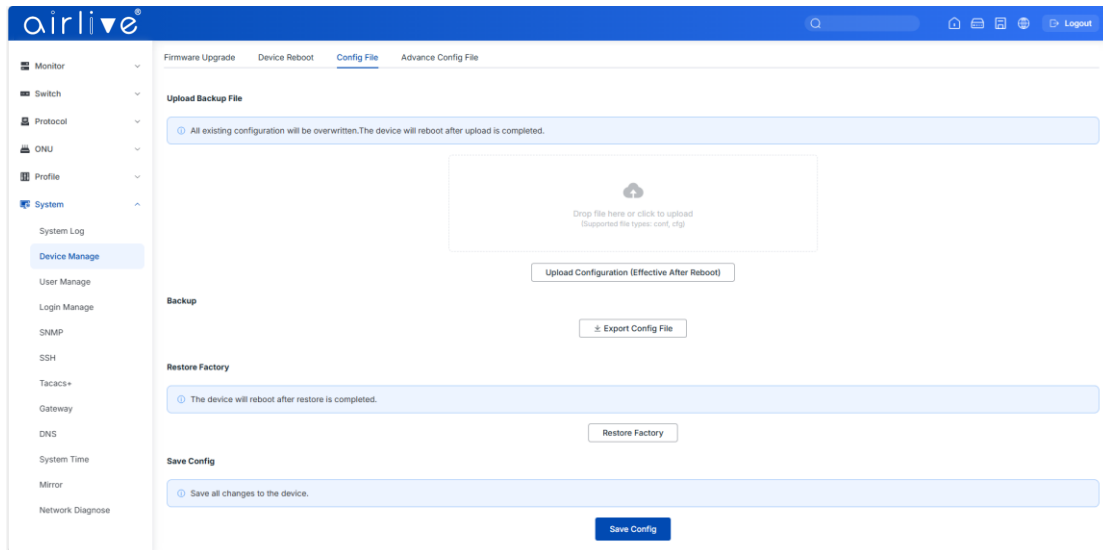 airlive®
Logout
Monitor
Switch
Protocol
ONU
Profile
System
System Log
Device Manage
User Manage
Login Manage
SNMP
SSH
Tacacs+
Gateway
DNS
System Time
Mirror
Network Diagnose
Firmware Upgrade
Device Reboot
Config File
Advance Config File
Upload Backup File
All existing configuration will be overwritten.The device will reboot after upload is completed.
Drop file here or click to upload
(Supported file types: conf, cfg)
Upload Configuration (Effective After Reboot)
Backup
Export Config File
Restore Factory
The device will reboot after restore is completed.
Restore Factory
Save Config
Save all changes to the device.
Save Config